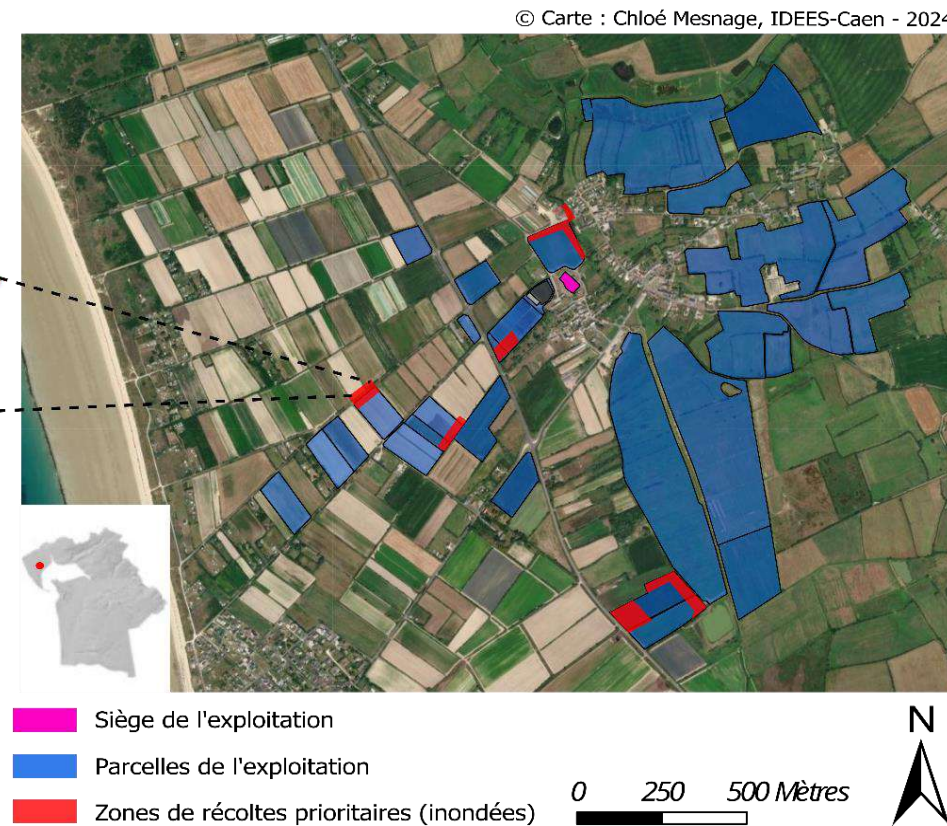 © Carte : Chloé Mesnage, IDEES-Caen - 2024
Siège de l'exploitation
Parcelles de l'exploitation
Zones de récoltes prioritaires (inondées)
0 250 500 Mètres
N